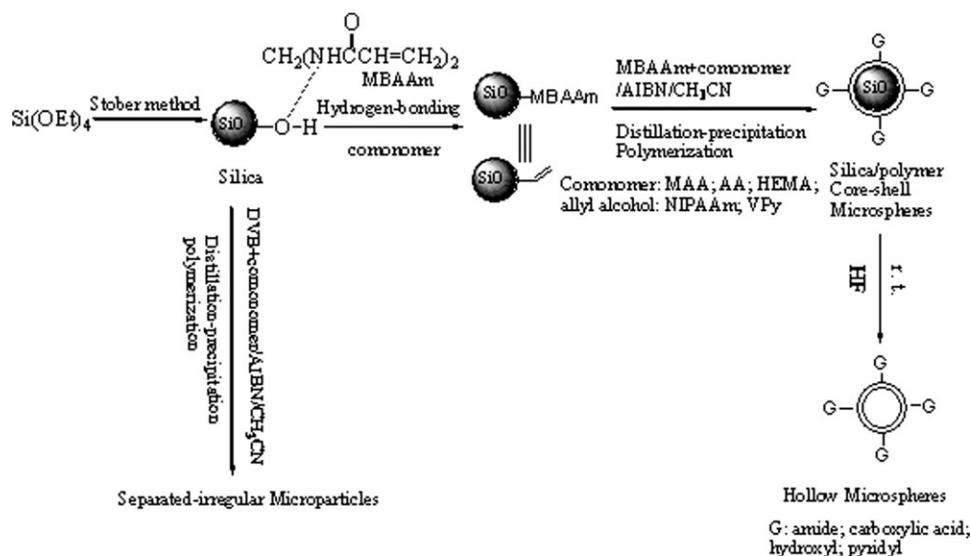 O
CH₂(NHCCH=CH₂)₂
MBAAm
Si(OEt)₄
Stober method
SiO
O—H
Hydrogen-bonding
comonomer
Silica
SiO
MBAAm
SiO
MBAAm+comonomer
/AIBN/CH₃CN
Distillation-precipitation
Polymerization
Comonomer: MAA; AA; HEMA;
allyl alcohol: NIPAAm; VPy
G
G
SiO
G
G
Silica/polymer
Core-shell
Microspheres
DVB+comonomer/AIBN/CH₃CN
Distillation-precipitation
polymerization
r. t.
HF
Separated-irregular Microparticles
G
G
G
G
Hollow Microspheres
G: amide; carboxylic acid;
hydroxyl; pyridyl